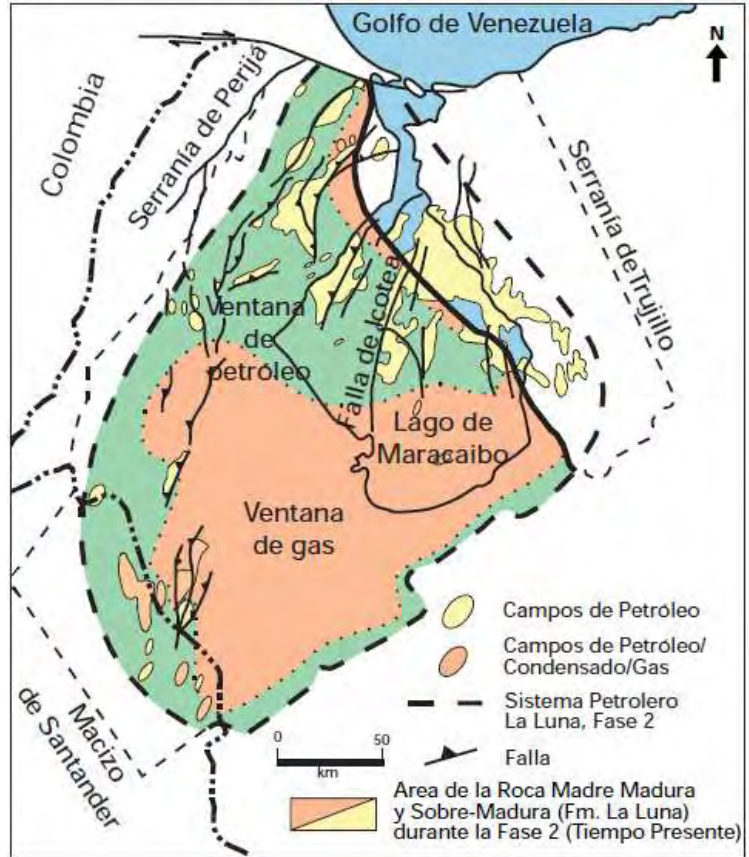 Golfo de Venezuela
N
Colombia
Serranía de Perijá
Serranía de Trujillo
Ventana
de
petróleo
Falla de Icotea
Lago de
Maracaibo
Ventana
de gas
Macizo
de Santander
Campos de Petróleo
Campos de Petróleo/
Condensado/Gas
Sistema Petrolero
La Luna, Fase 2
0 50
km
Falla
Area de la Roca Madre Madura
y Sobre-Madura (Fm. La Luna)
durante la Fase 2 (Tiempo Presente)